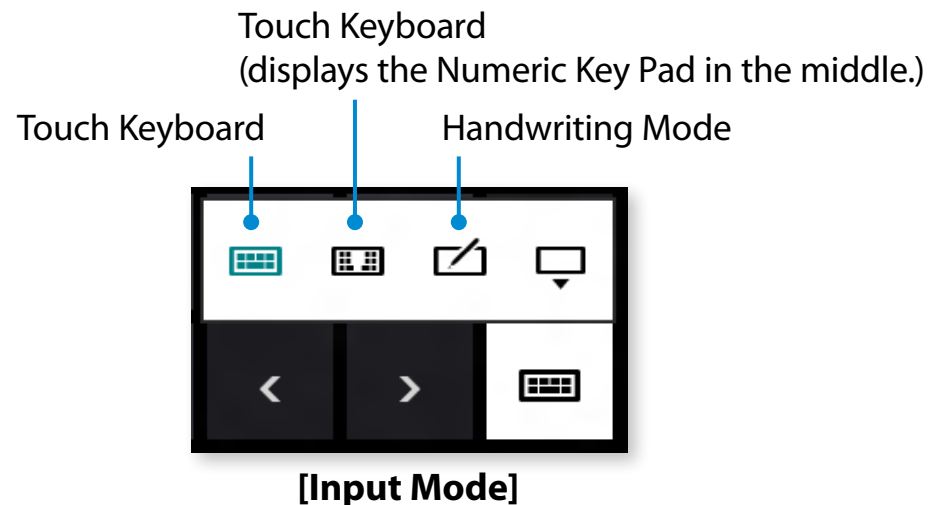 Touch Keyboard
(displays the Numeric Key Pad in the middle.)
Touch Keyboard
Handwriting Mode
[Input Mode]